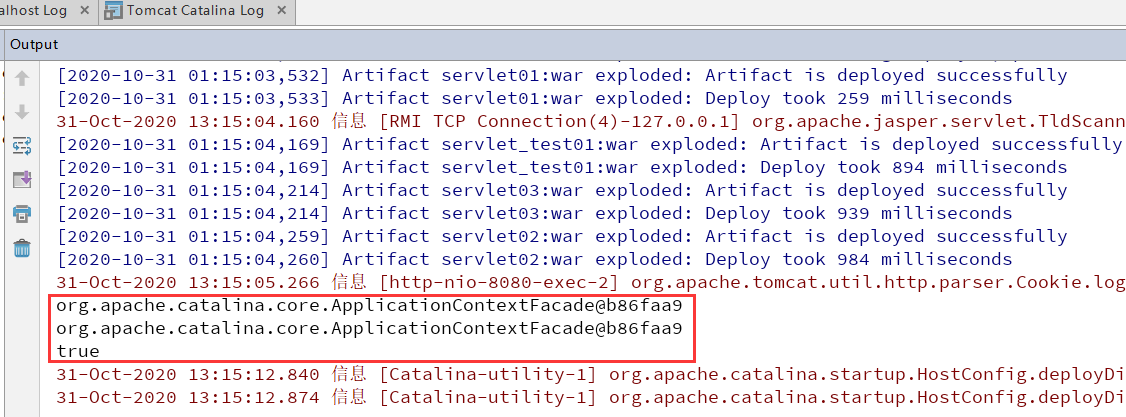 alhost Log × Tomcat Catalina Log ×
Output
[2020-10-31 01:15:03,532] Artifact servlet01:war exploded: Artifact is deployed successfully
[2020-10-31 01:15:03,533] Artifact servlet01:war exploded: Deploy took 259 milliseconds
31-Oct-2020 13:15:04.160 信息 [RMI TCP Connection(4)-127.0.0.1] org.apache.jasper.servlet.TldScann
[2020-10-31 01:15:04,169] Artifact servlet_test01:war exploded: Artifact is deployed successfully
[2020-10-31 01:15:04,169] Artifact servlet_test01:war exploded: Deploy took 894 milliseconds
[2020-10-31 01:15:04,214] Artifact servlet03:war exploded: Artifact is deployed successfully
[2020-10-31 01:15:04,214] Artifact servlet03:war exploded: Deploy took 939 milliseconds
[2020-10-31 01:15:04,259] Artifact servlet02:war exploded: Artifact is deployed successfully
[2020-10-31 01:15:04,260] Artifact servlet02:war exploded: Deploy took 984 milliseconds
31-Oct-2020 13:15:05.266 信息 [http-nio-8080-exec-2] org.apache.tomcat.util.http.parser.Cookie.log
org.apache.catalina.core.ApplicationContextFacade@b86faa9
org.apache.catalina.core.ApplicationContextFacade@b86faa9
true
31-Oct-2020 13:15:12.840 信息 [Catalina-utility-1] org.apache.catalina.startup.HostConfig.deployDi
31-Oct-2020 13:15:12.874 信息 [Catalina-utility-1] org.apache.catalina.startup.HostConfig.deployDi